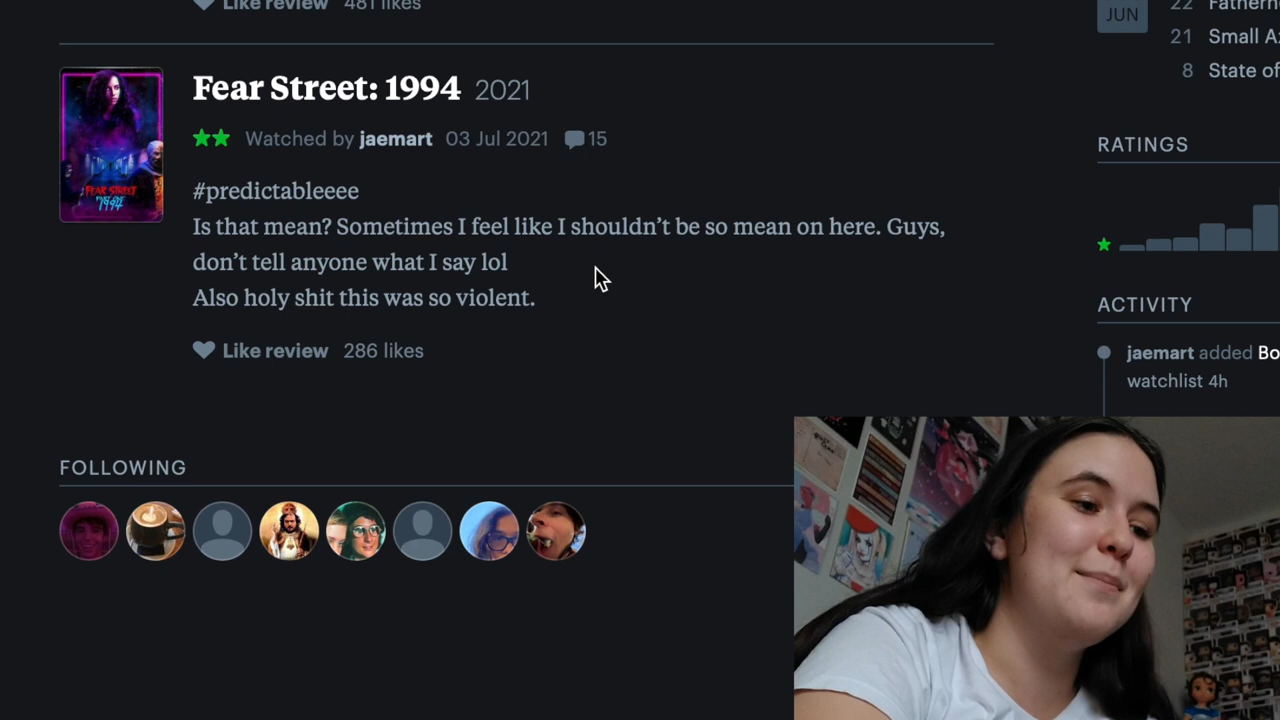 Like review 481 likes
Fear Street: 1994 2021
Watched by jaemart 03 Jul 2021 15
#predictableeee
Is that mean? Sometimes I feel like I shouldn’t be so mean on here. Guys,
don’t tell anyone what I say lol
Also holy shit this was so violent.
Like review 286 likes
FOLLOWING
JUN
22
21 Small
8 State of
RATINGS
ACTIVITY
jaemart added
watchlist 4h
FEAR STREET
1994